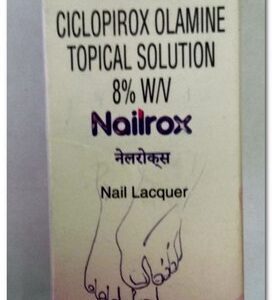 CICLOPIROX OLAMINE
TOPICAL SOLUTION
8% W/V
Nailrox
नेलरोक्स
Nail Lacquer